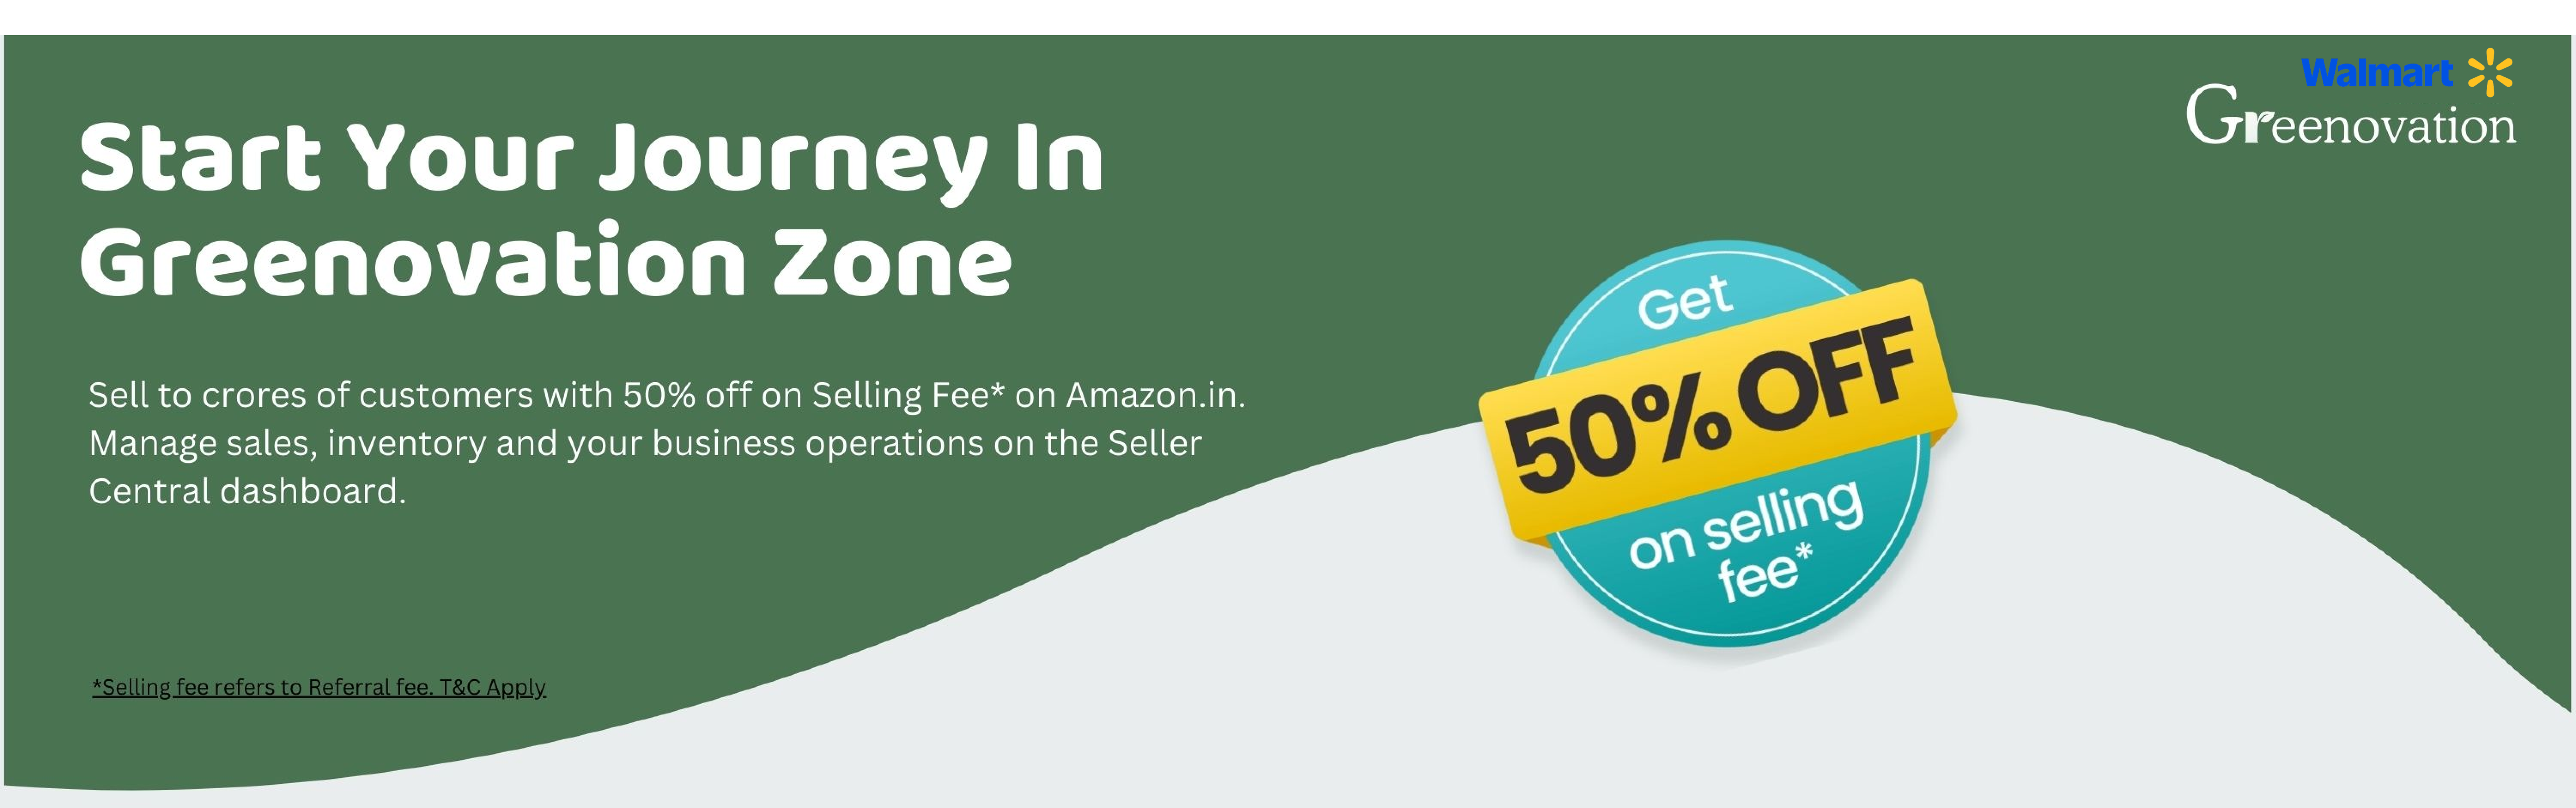 Walmart
Greenovation
Start Your Journey In
Greenovation Zone
Sell to crores of customers with 50% off on Selling Fee* on Amazon.in.
Manage sales, inventory and your business operations on the Seller
Central dashboard.
Get
50% OFF
on selling
fee*
*Selling fee refers to Referral fee. T&C Apply